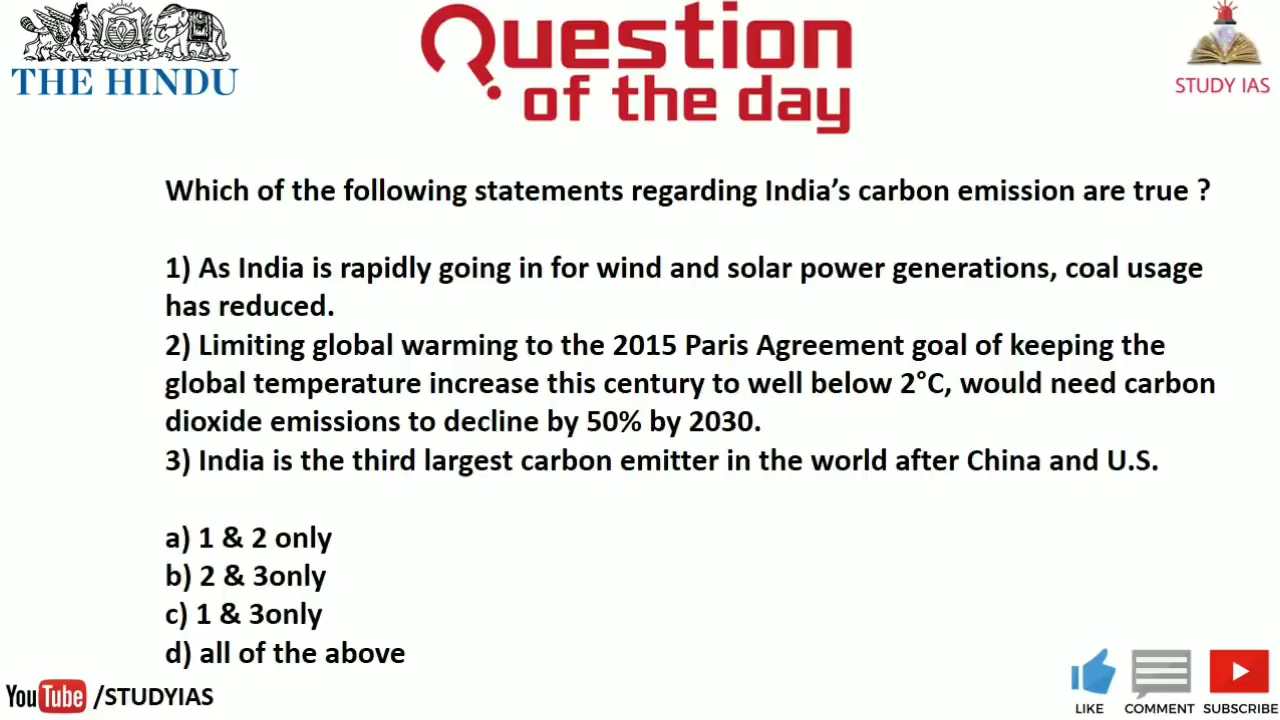 THE HINDU
Question
of the day
STUDY IAS
Which of the following statements regarding India’s carbon emission are true ?
1) As India is rapidly going in for wind and solar power generations, coal usage
has reduced.
2) Limiting global warming to the 2015 Paris Agreement goal of keeping the
global temperature increase this century to well below 2°C, would need carbon
dioxide emissions to decline by 50% by 2030.
3) India is the third largest carbon emitter in the world after China and U.S.
a) 1 & 2 only
b) 2 & 3only
c) 1 & 3only
d) all of the above
YouTube /STUDYIAS
LIKE COMMENT SUBSCRIBE